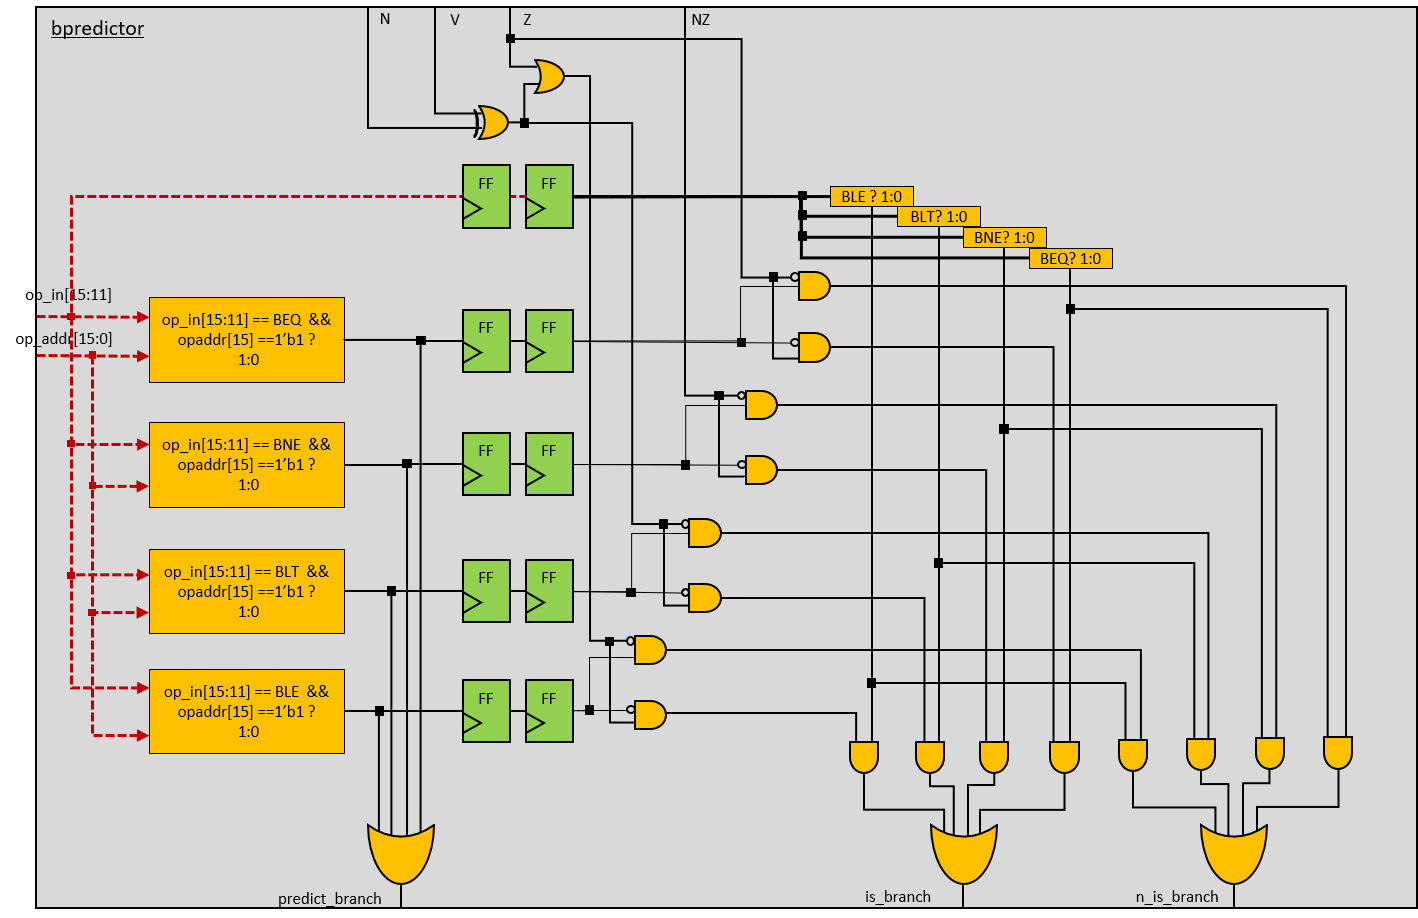 bpredictor
N
V
Z
NZ
FF
FF
BLE ? 1:0
BLT? 1:0
BNE? 1:0
BEQ? 1:0
op_in[15:11]
op_addr[15:0]
op_in[15:11] == BEQ &&
opaddr[15] ==1’b1 ?
1:0
FF
FF
op_in[15:11] == BNE &&
opaddr[15] ==1’b1 ?
1:0
FF
FF
op_in[15:11] == BLT &&
opaddr[15] ==1’b1 ?
1:0
FF
FF
op_in[15:11] == BLE &&
opaddr[15] ==1’b1 ?
1:0
FF
FF
predict_branch
is_branch
n_is_branch